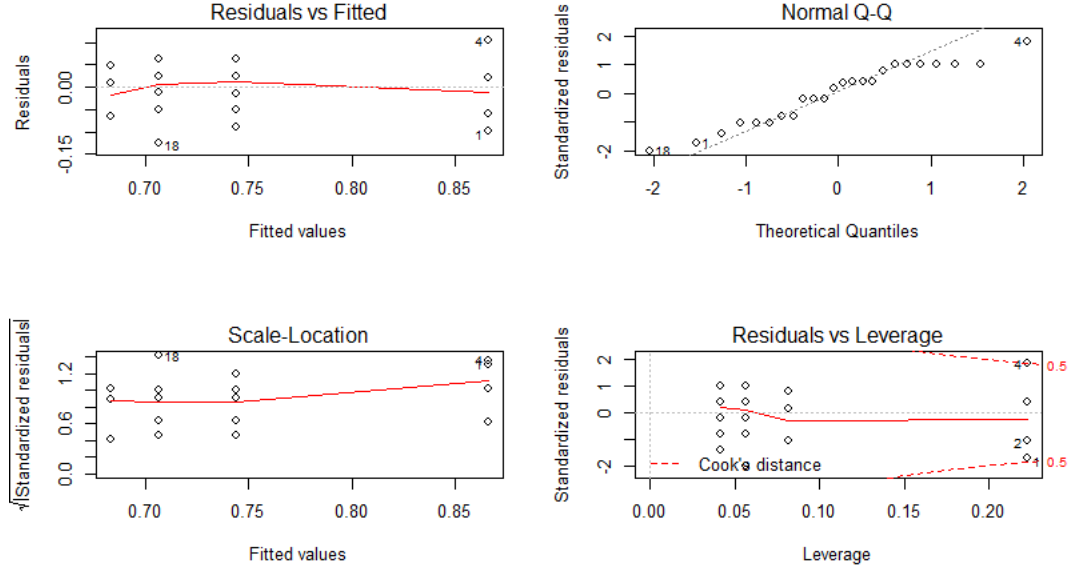 Residuals vs Fitted
Residuals
0.00
-0.15
4
1
18
0.70 0.75 0.80 0.85
Fitted values
Normal Q-Q
Standardized residuals
2
1
0
-2
4
1
18
-2 -1 0 1 2
Theoretical Quantiles
Scale-Location
√|Standardized residuals|
1.2
0.6
0.0
18
4
0.70 0.75 0.80 0.85
Fitted values
Residuals vs Leverage
Standardized residuals
2
1
0
-2
4
0.5
2
1
0.5
Cook's distance
0.00 0.05 0.10 0.15 0.20
Leverage